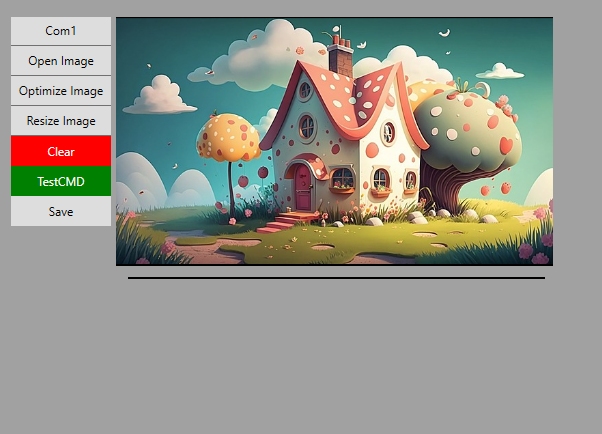 Com1
Open Image
Optimize Image
Resize Image
Clear
TestCMD
Save